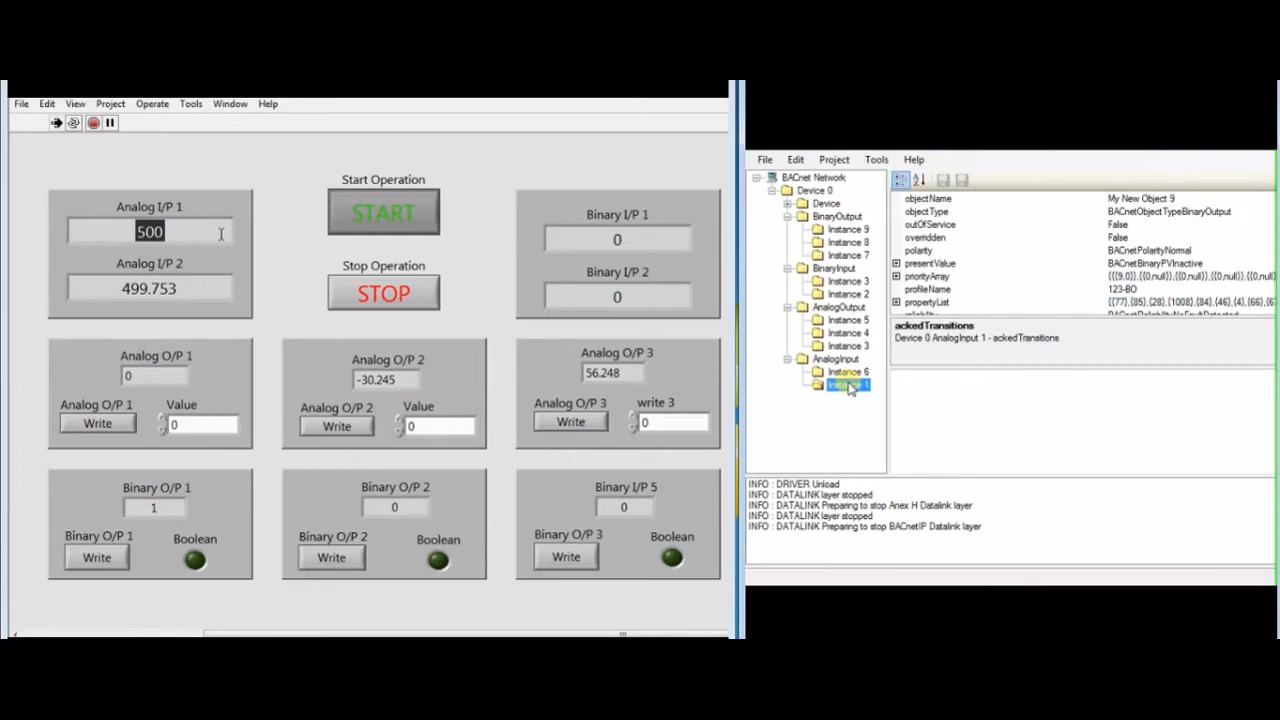 File Edit View Project Operate Tools Window Help
Start Operation
START
Stop Operation
STOP
Analog I/P 1
500
Analog I/P 2
499.753
Binary I/P 1
0
Binary I/P 2
0
Analog O/P 1
0
Analog O/P 1 Value
Write 0
Analog O/P 2
-30.245
Analog O/P 2 Value
Write 0
Analog O/P 3
56.248
Analog O/P 3 write 3
Write 0
Binary O/P 1
1
Binary O/P 1 Boolean
Write
Binary O/P 2
0
Binary O/P 2 Boolean
Write
Binary I/P 5
0
Binary O/P 3 Boolean
Write
File Edit Project Tools Help
BACnet Network
Device 0
Device
BinaryOutput
Instance 9
Instance 8
Instance 7
BinaryInput
Instance 3
Instance 2
AnalogOutput
Instance 5
Instance 4
Instance 3
AnalogInput
Instance 6
Instance 1
objectName My New Object 9
objectType BACnetObjectTypeBinaryOutput
outOfService False
overridden False
polarity BACnetPolarityNormal
presentValue BACnetBinaryPVInactive
priorityArray
profileName 123-BO
propertyList
ackedTransitions
Device 0 AnalogInput 1 - ackedTransitions
INFO : DRIVER Unload
INFO : DATALINK layer stopped
INFO : DATALINK Preparing to stop Anex H Datalink layer
INFO : DATALINK layer stopped
INFO : DATALINK Preparing to stop BACnetIP Datalink layer